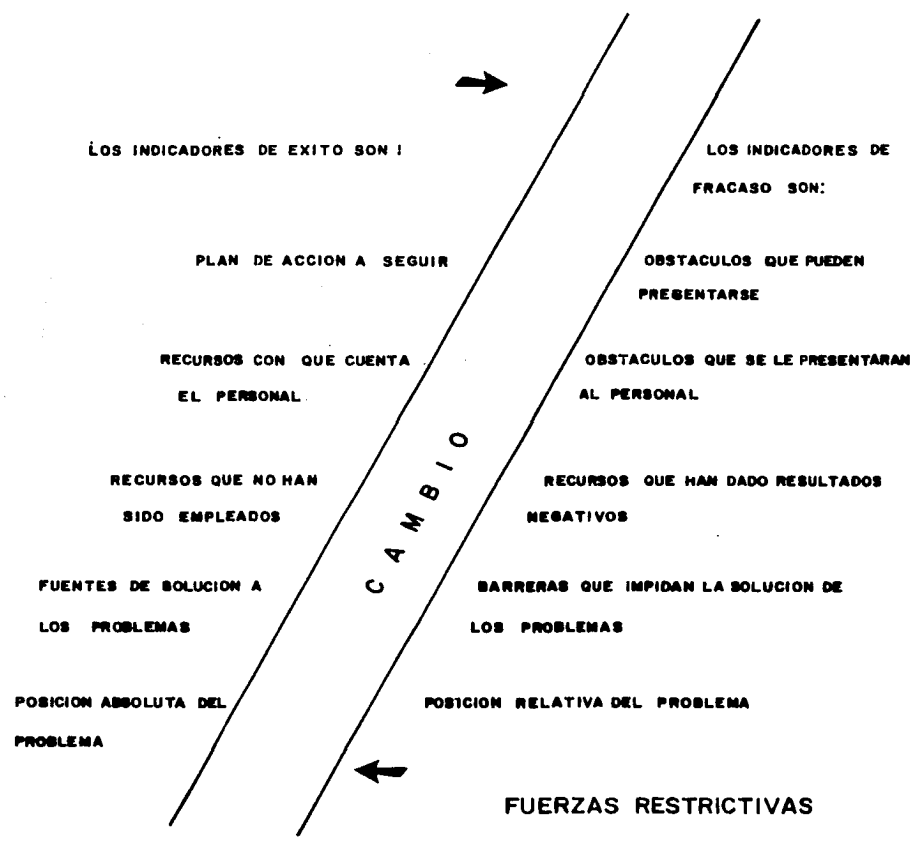 LOS INDICADORES DE EXITO SON :
LOS INDICADORES DE
FRACASO SON:
PLAN DE ACCION A SEGUIR
OBSTACULOS QUE PUEDEN
PRESENTARSE
RECURSOS CON QUE CUENTA
EL PERSONAL
OBSTACULOS QUE SE LE PRESENTARAN
AL PERSONAL
CAMBIO
RECURSOS QUE NO HAN
SIDO EMPLEADOS
RECURSOS QUE HAN DADO RESULTADOS
NEGATIVOS
FUENTES DE SOLUCION A
LOS PROBLEMAS
BARRERAS QUE IMPIDAN LA SOLUCION DE
LOS PROBLEMAS
POSICION ABSOLUTA DEL
PROBLEMA
POSICION RELATIVA DEL PROBLEMA
FUERZAS RESTRICTIVAS